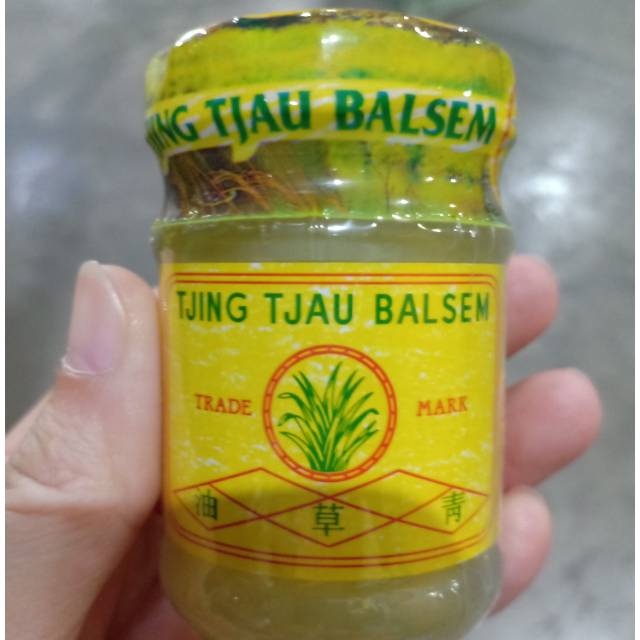 TJING TJAU BALSEM
TJING TJAU BALSEM
TRADE MARK
油 草 青